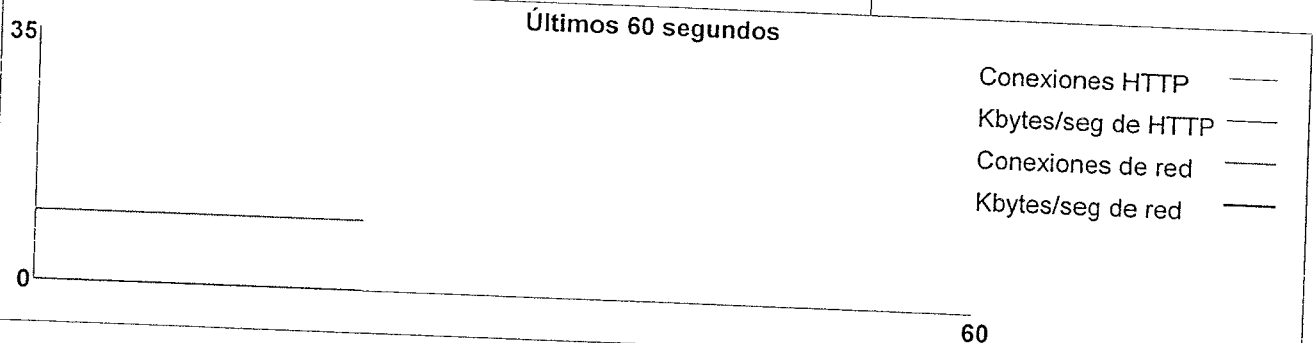 Últimos 60 segundos
35
Conexiones HTTP
Kbytes/seg de HTTP
Conexiones de red
Kbytes/seg de red
0
60